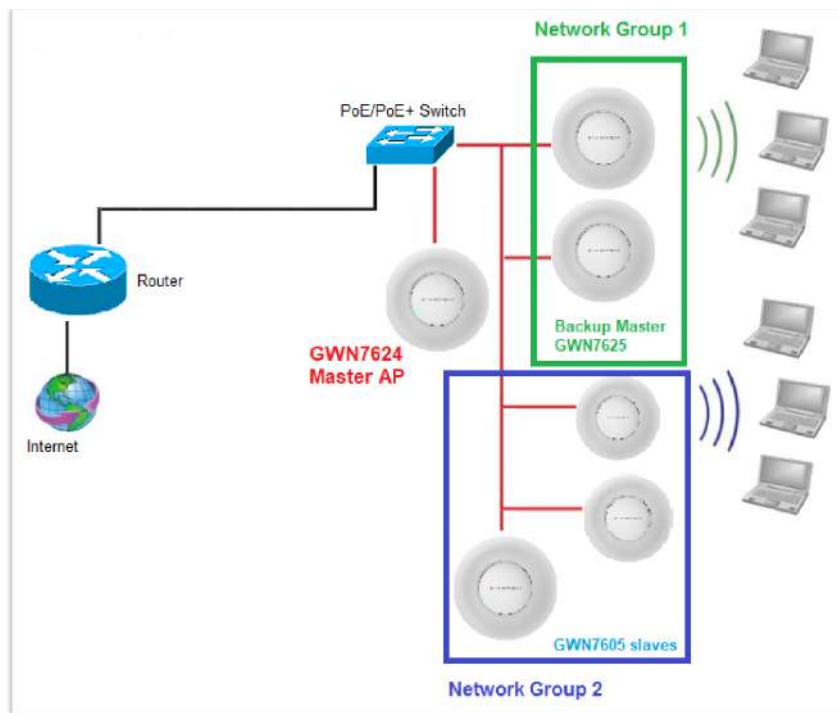 Network Group 1
PoE/PoE+ Switch
Router
GWN7624
Master AP
Backup Master
GWN7625
Internet
GWN7605 slaves
Network Group 2